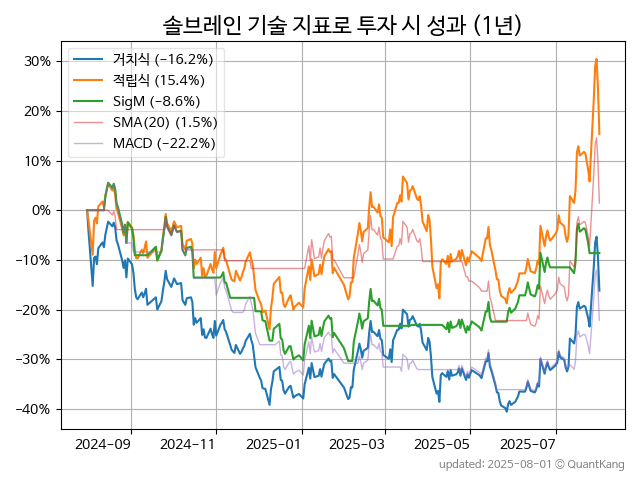 솔브레인 기술 지표로 투자 시 성과 (1년)
30%
20%
10%
0%
−10%
−20%
−30%
−40%
거치식 (−16.2%)
적립식 (15.4%)
SigM (−8.6%)
SMA(20) (1.5%)
MACD (−22.2%)
2024-09
2024-11
2025-01
2025-03
2025-05
2025-07
updated: 2025-08-01 © QuantKang